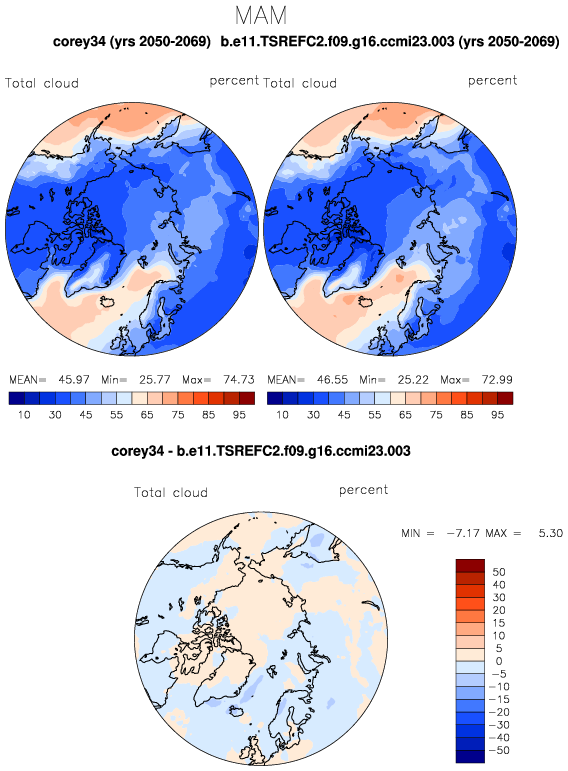 MAM
corey34 (yrs 2050-2069) b.e11.TSREFC2.f09.g16.ccmi23.003 (yrs 2050-2069)
Total cloud percent Total cloud percent
MEAN= 45.97 Min= 25.77 Max= 74.73 MEAN= 46.55 Min= 25.22 Max= 72.99
10 30 45 55 65 75 85 95 10 30 45 55 65 75 85 95
corey34 - b.e11.TSREFC2.f09.g16.ccmi23.003
Total cloud percent
MIN = -7.17 MAX = 5.30
50
40
30
20
15
10
5
0
-5
-10
-15
-20
-30
-40
-50